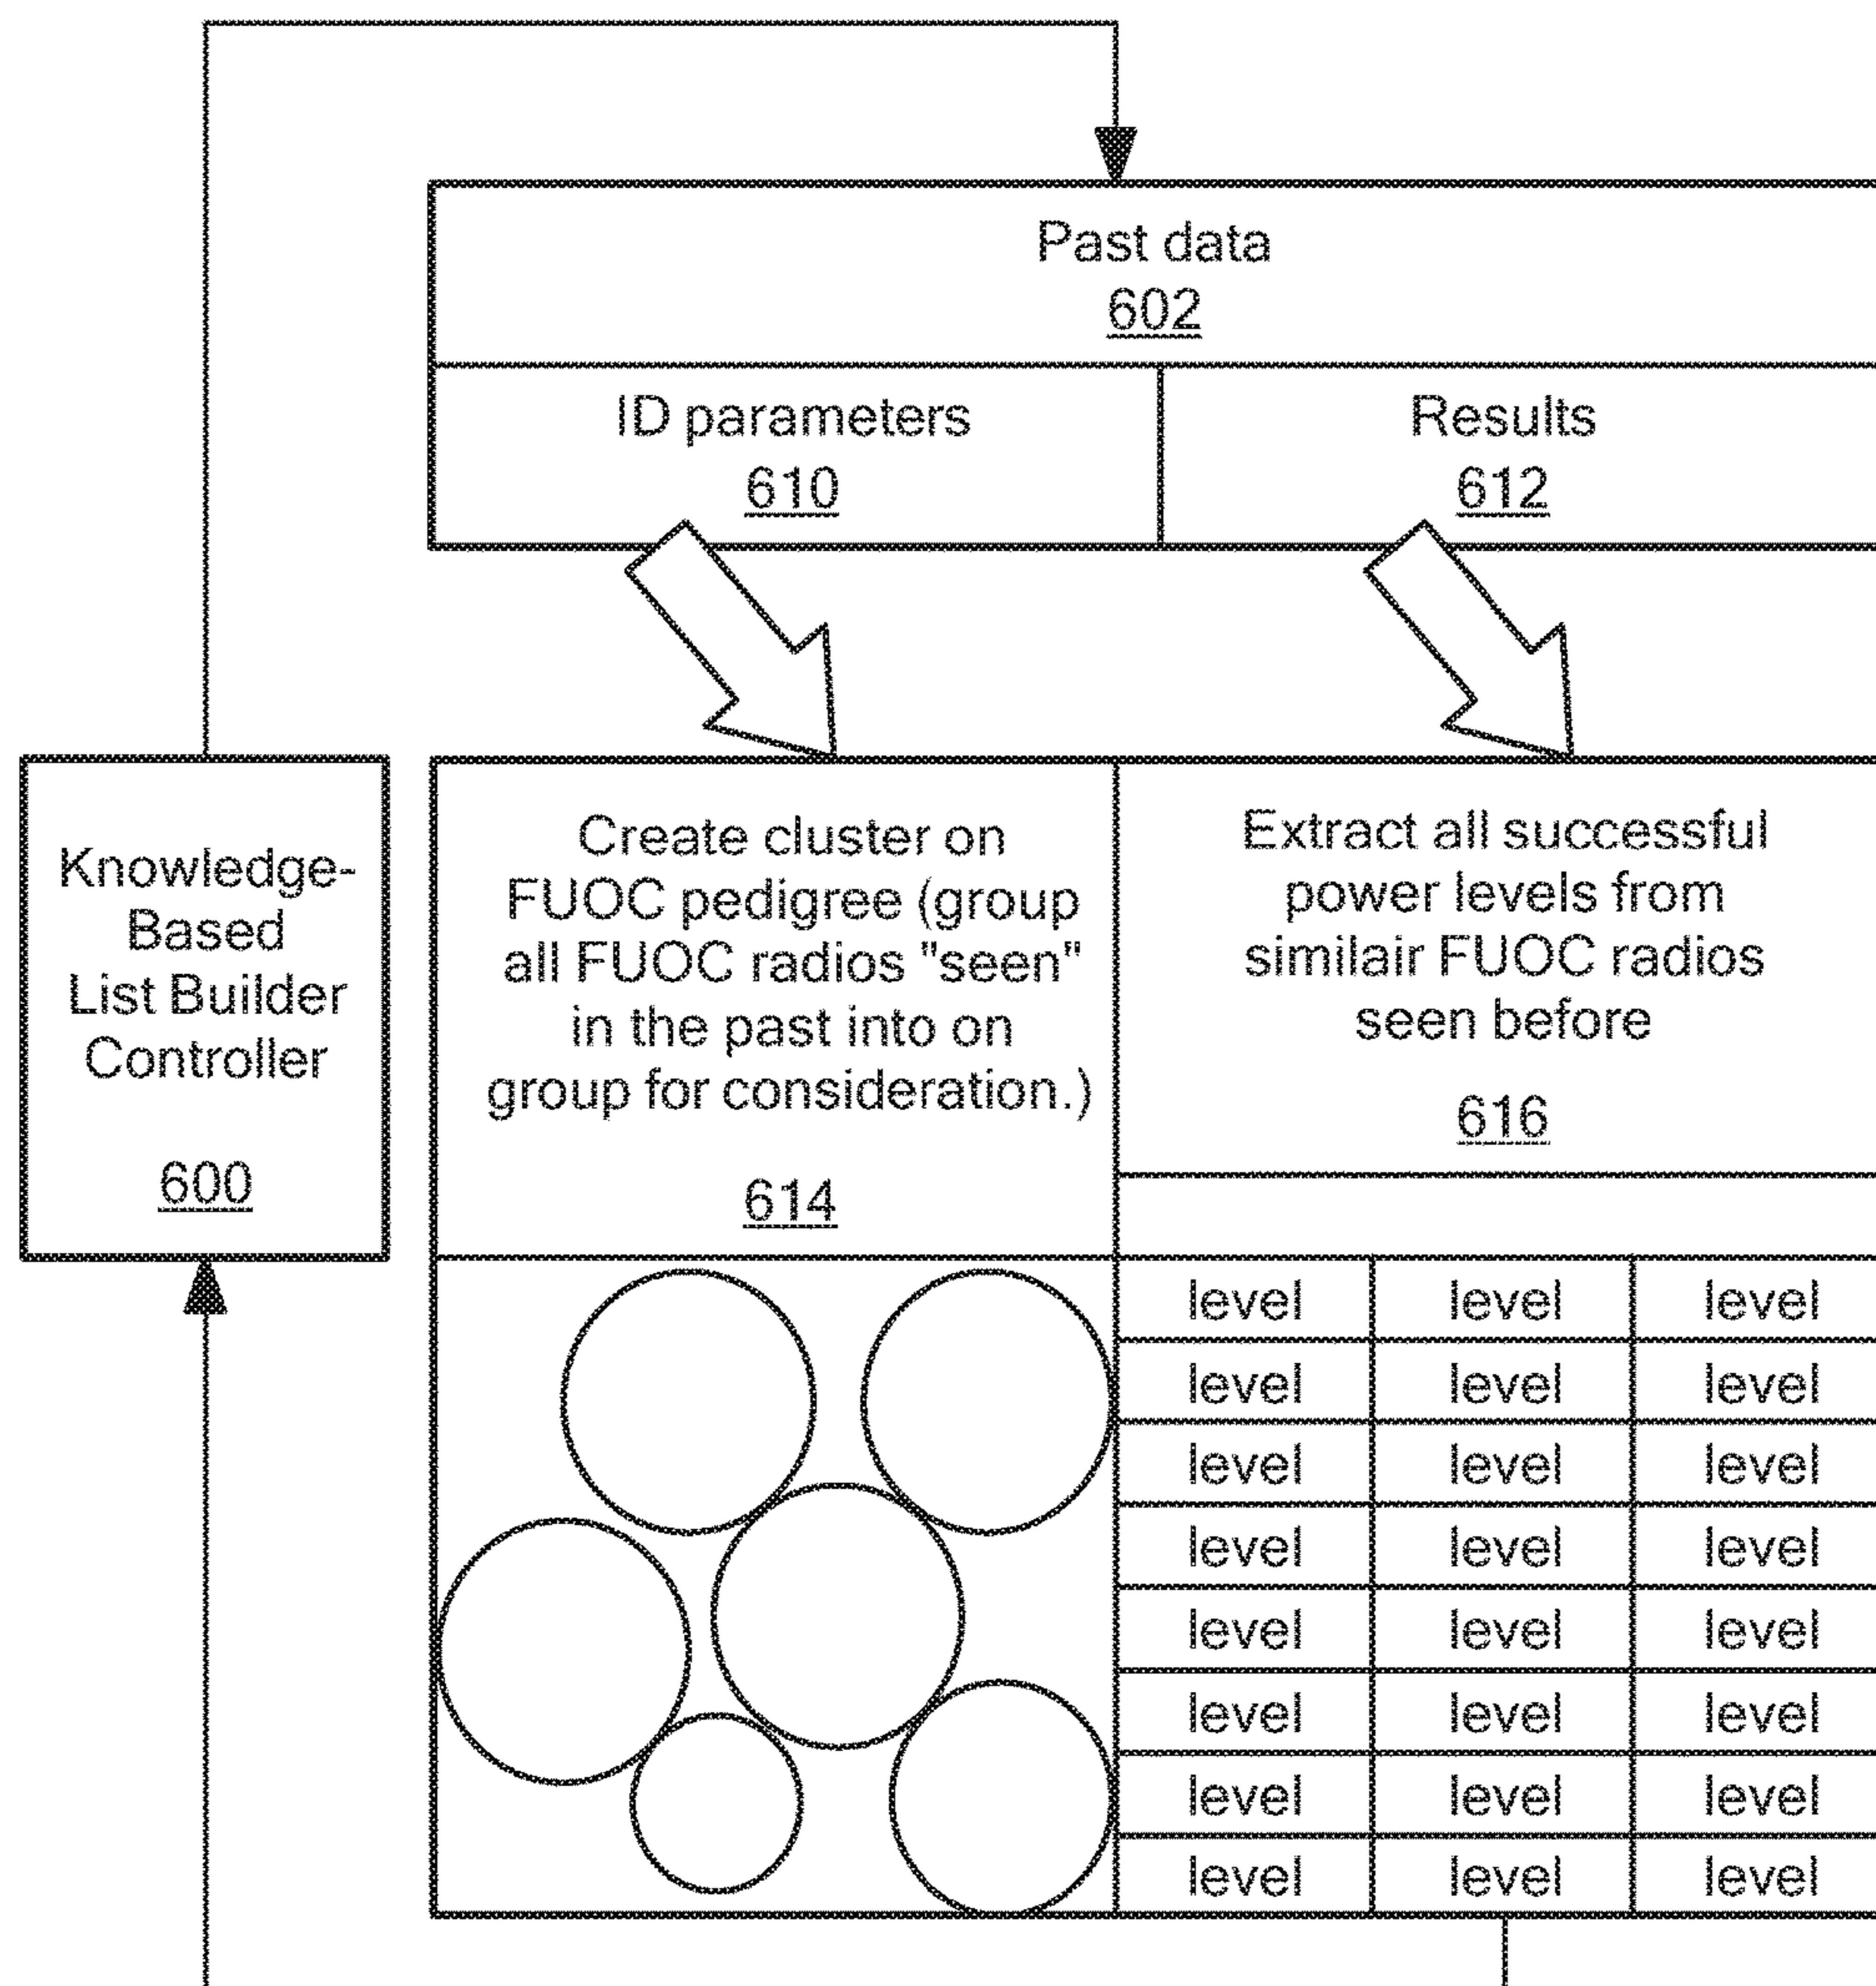 Past data
602
ID parameters
610
Results
612
Knowledge-
Based
List Builder
Controller
600
Create cluster on
FUOC pedigree (group
all FUOC radios "seen"
in the past into on
group for consideration.)
614
Extract all successful
power levels from
similair FUOC radios
seen before
616
level level level
level level level
level level level
level level level
level level level
level level level
level level level
level level level